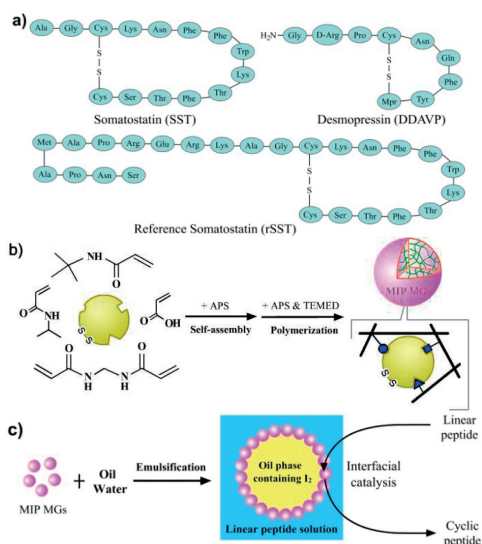 a)
Ala Gly Cys Lys Asn Phe Phe Trp Lys Thr Phe Thr Ser Cys
S S
Somatostatin (SST)
H₂N Gly D-Arg Pro Cys Asn Gln Phe Tyr Mpr
S S
Desmopressin (DDAVP)
Met Ala Pro Arg Glu Arg Lys Ala Gly Cys Lys Asn Phe Phe Trp Lys Thr Phe Thr Ser Cys
Ala Pro Asn Ser
S S
Reference Somatostatin (rSST)
b)
NH O
O NH
S S
O OH
O N H N H O
+ APS
Self-assembly
+ APS & TEMED
Polymerization
MIP MGs
S S
c)
MIP MGs
+
Oil
Water
Emulsification
Oil phase
containing I₂
Linear peptide solution
Linear
peptide
Interfacial
catalysis
Cyclic
peptide